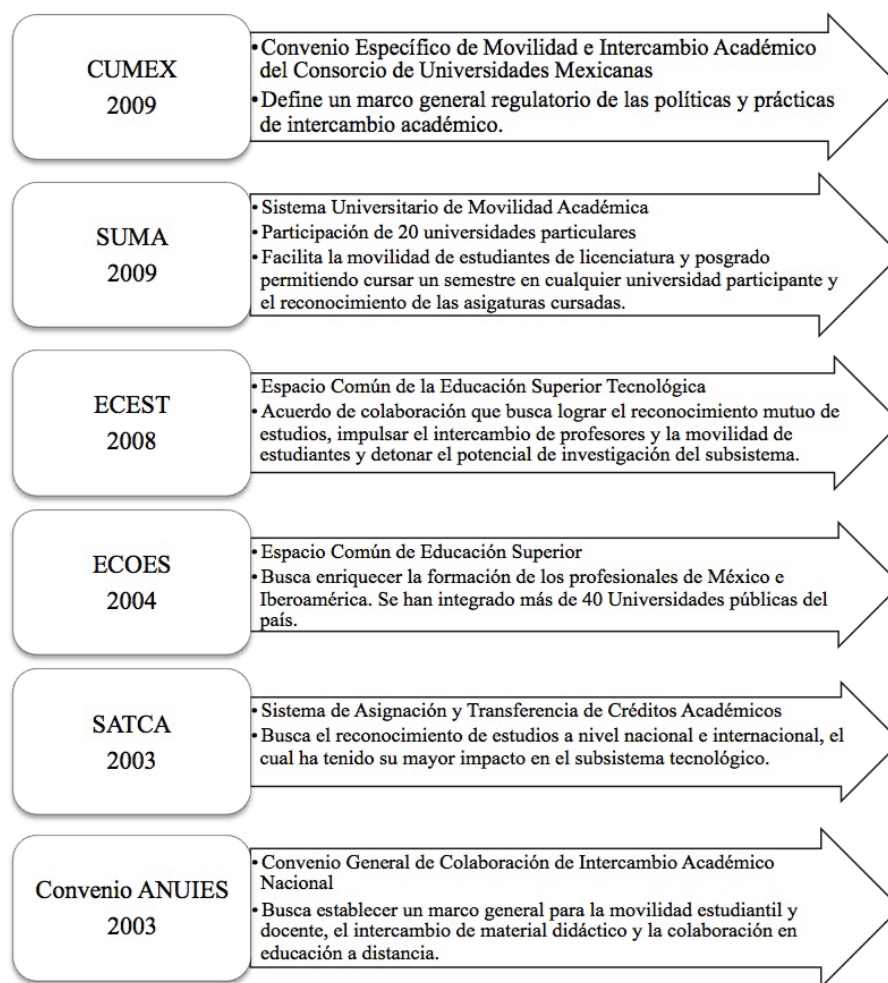 CUMEX
2009
• Convenio Específico de Movilidad e Intercambio Académico
del Consorcio de Universidades Mexicanas
• Define un marco general regulatorio de las políticas y prácticas
de intercambio académico.
SUMA
2009
• Sistema Universitario de Movilidad Académica
• Participación de 20 universidades particulares
• Facilita la movilidad de estudiantes de licenciatura y posgrado
permitiendo cursar un semestre en cualquier universidad participante y
el reconocimiento de las asigaturas cursadas.
ECEST
2008
• Espacio Común de la Educación Superior Tecnológica
• Acuerdo de colaboración que busca lograr el reconocimiento mutuo de
estudios, impulsar el intercambio de profesores y la movilidad de
estudiantes y detonar el potencial de investigación del subsistema.
ECOES
2004
• Espacio Común de Educación Superior
• Busca enriquecer la formación de los profesionales de México e
Iberoamérica. Se han integrado más de 40 Universidades públicas del
país.
SATCA
2003
• Sistema de Asignación y Transferencia de Créditos Académicos
• Busca el reconocimiento de estudios a nivel nacional e internacional, el
cual ha tenido su mayor impacto en el subsistema tecnológico.
Convenio ANUIES
2003
• Convenio General de Colaboración de Intercambio Académico
Nacional
• Busca establecer un marco general para la movilidad estudiantil y
docente, el intercambio de material didáctico y la colaboración en
educación a distancia.